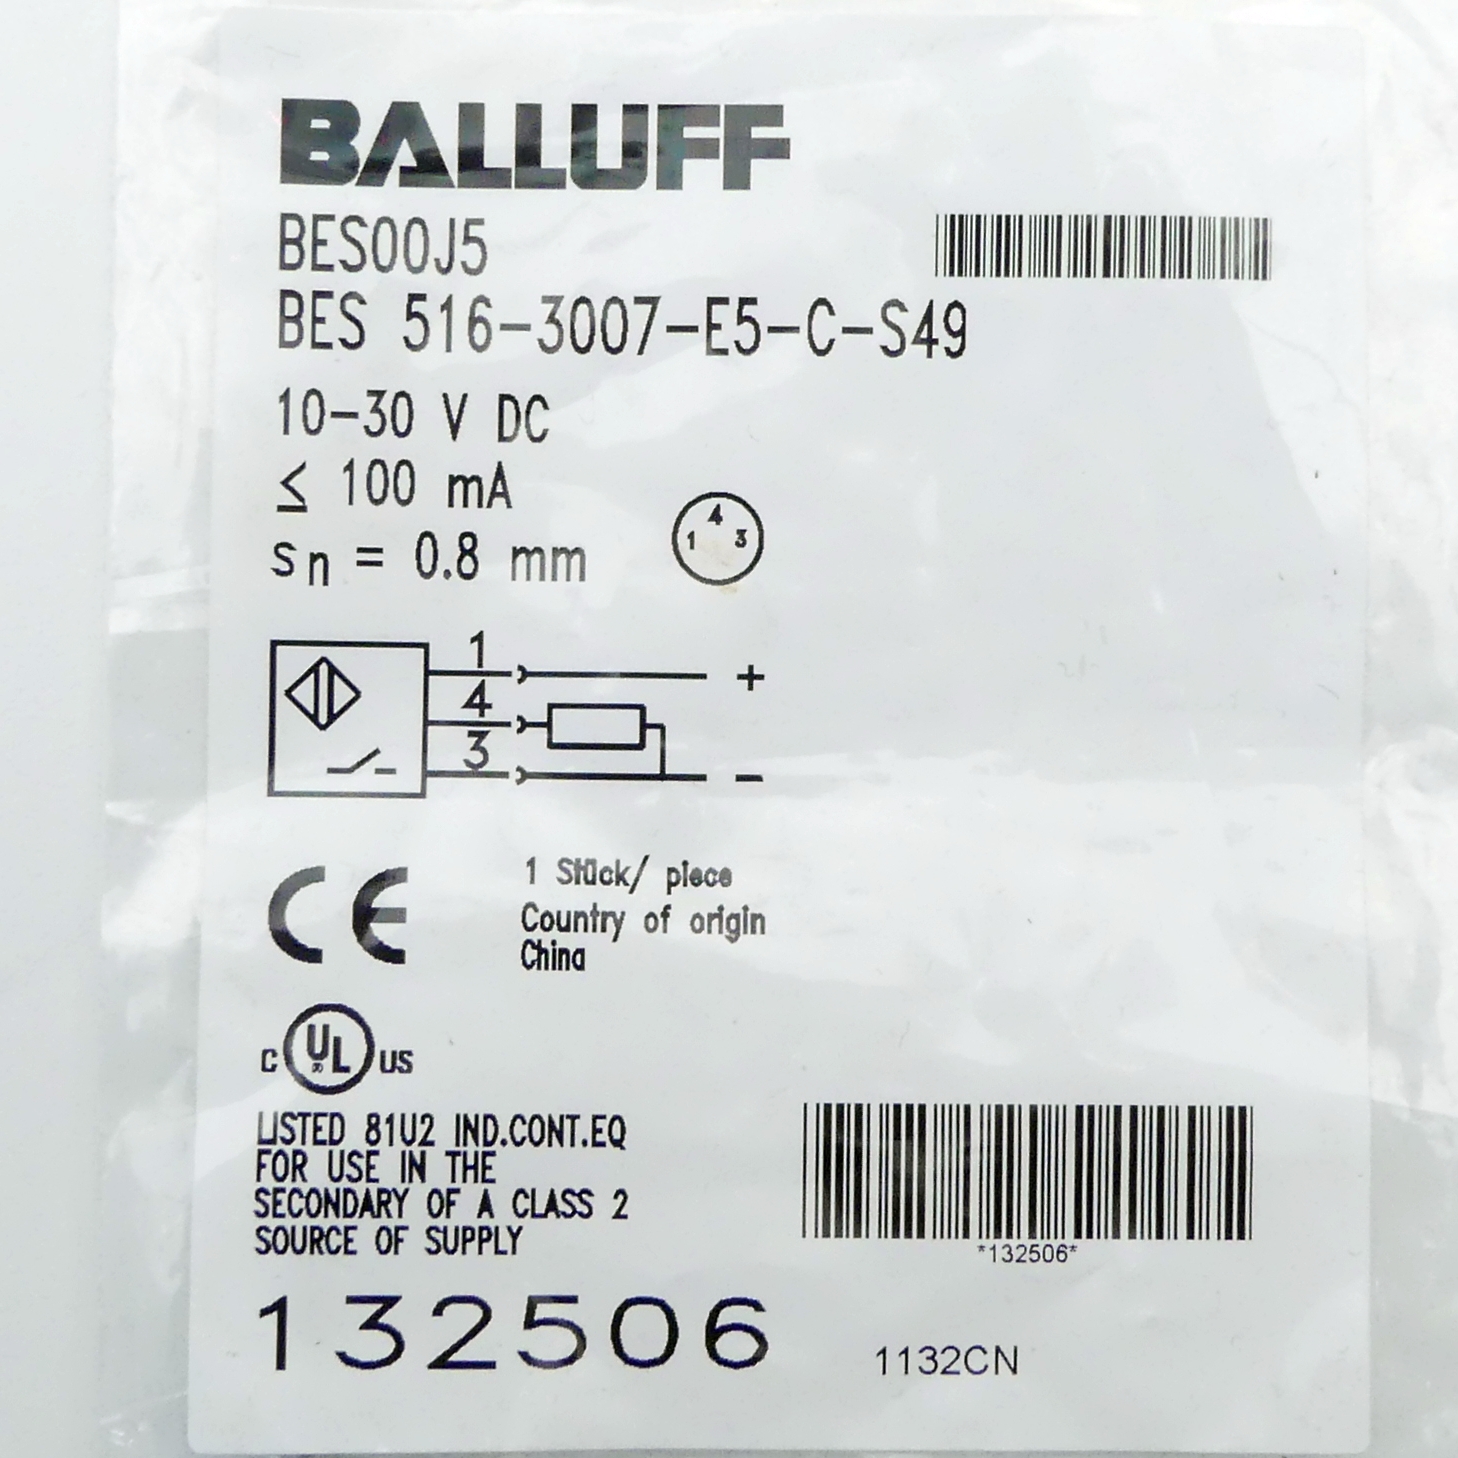 BALLUFF
BES00J5
BES 516-3007-E5-C-S49
10-30 V DC
≤ 100 mA
sn = 0.8 mm
4
1 3
1
+
4
3
-
CE
1 Stück/ piece
Country of origin
China
C UL US
®
LISTED 81U2 IND.CONT.EQ
FOR USE IN THE
SECONDARY OF A CLASS 2
SOURCE OF SUPPLY
*132506*
132506
1132CN